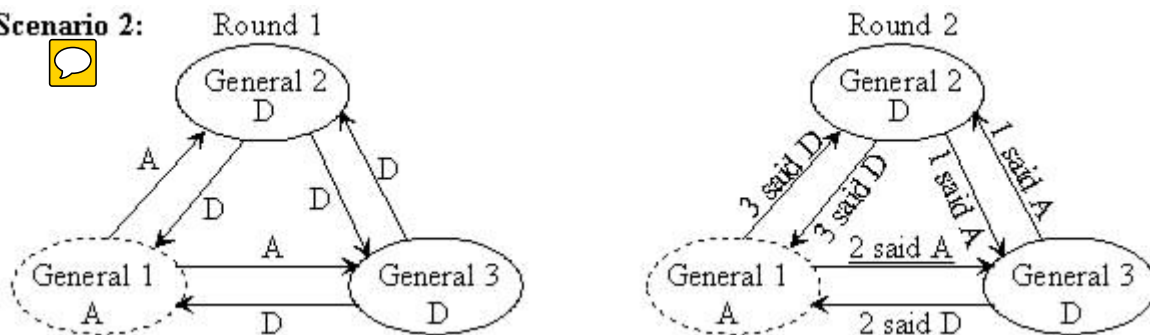 Scenario 2:
Round 1
General 2
D
A
D
D
D
General 1
A
A
D
General 3
D
Round 2
General 2
D
3 said D
3 said D
1 said A
1 said A
General 1
A
2 said A
2 said D
General 3
D